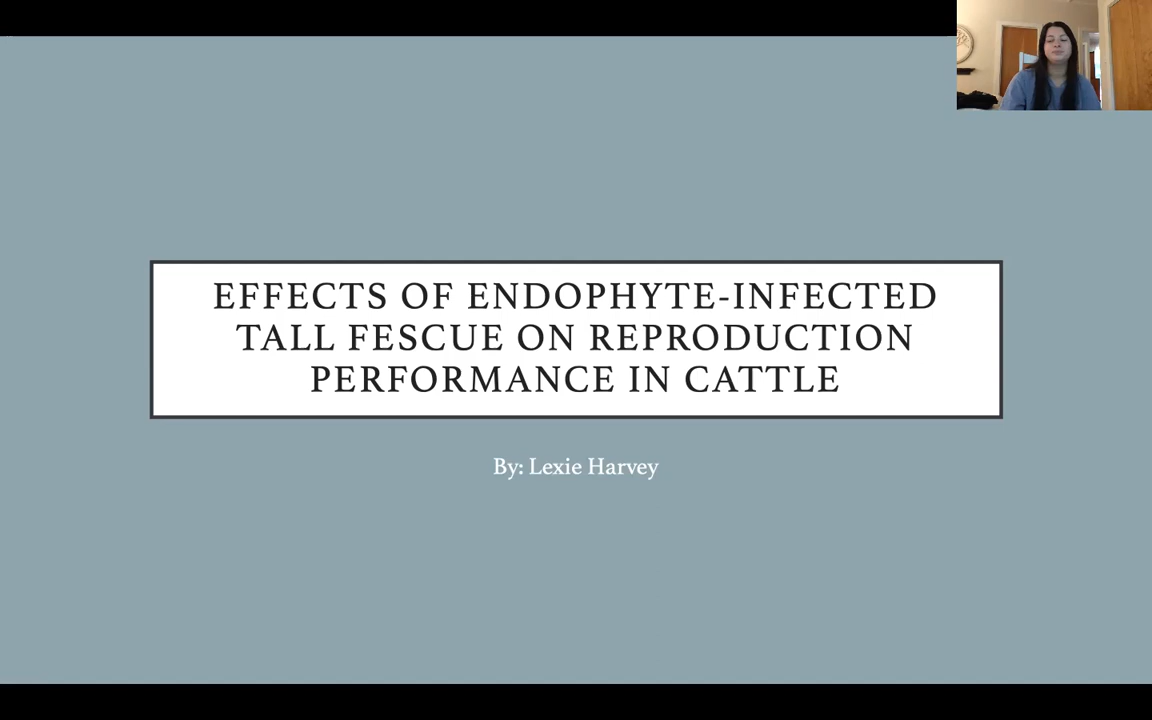 EFFECTS OF ENDOPHYTE-INFECTED
TALL FESCUE ON REPRODUCTION
PERFORMANCE IN CATTLE
By: Lexie Harvey